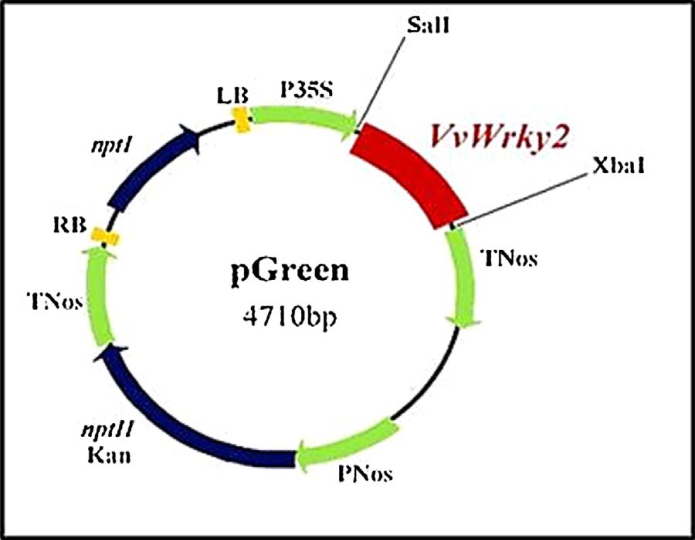 SalI
P35S
LB
VvWrky2
nptI
XbaI
RB
TNos
pGreen
4710bp
TNos
nptII
Kan
PNos